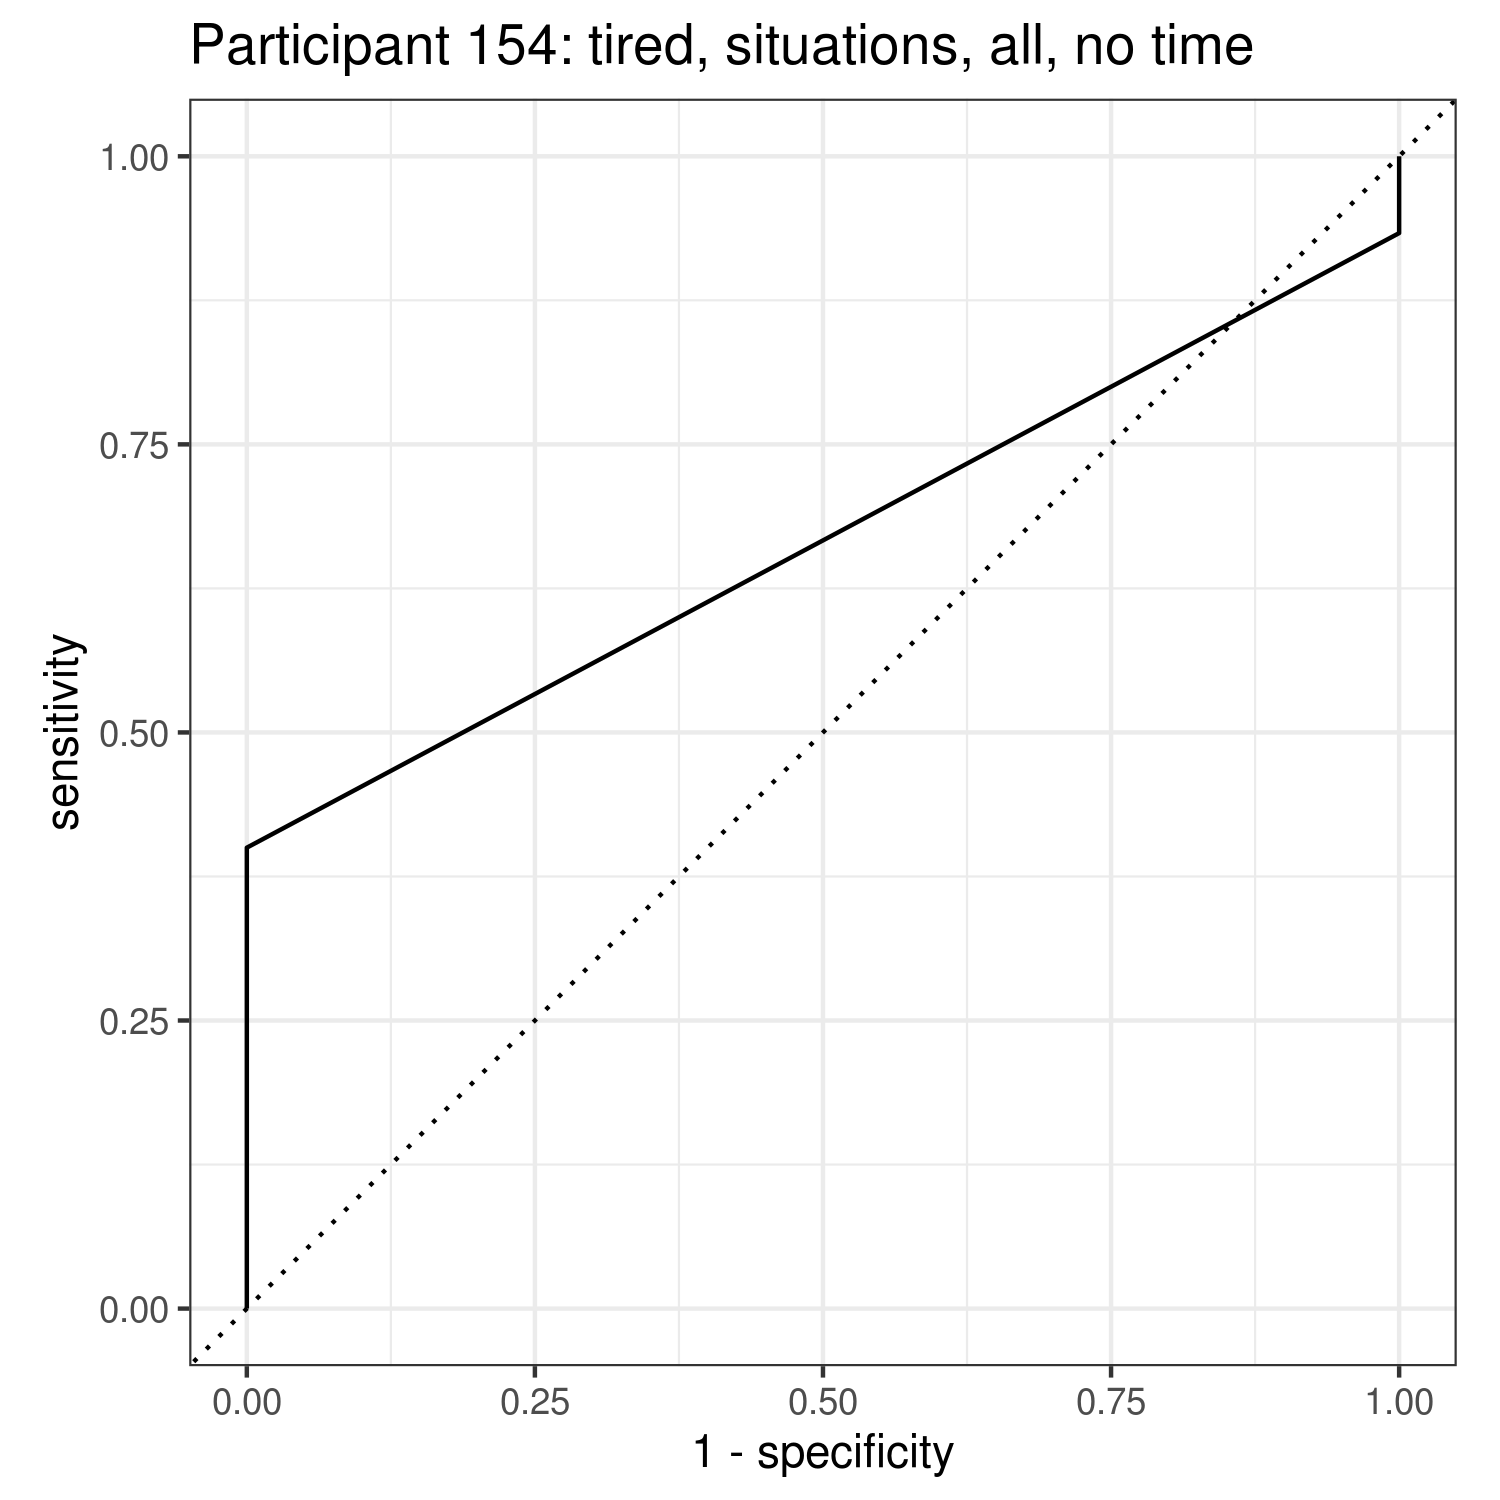 Participant 154: tired, situations, all, no time
1.00
0.75
0.50
0.25
0.00
sensitivity
0.00 0.25 0.50 0.75 1.00
1 - specificity